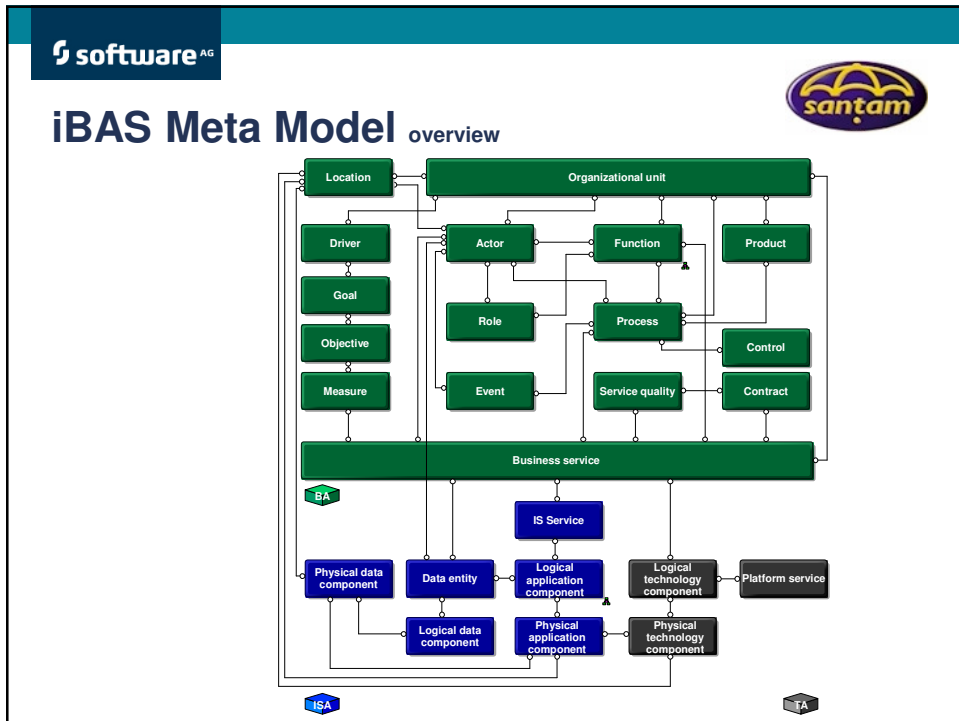 software AG
santam
iBAS Meta Model overview
Location
Organizational unit
Driver
Actor
Function
Product
Goal
Role
Process
Objective
Control
Measure
Event
Service quality
Contract
Business service
BA
IS Service
Physical data
component
Data entity
Logical
application
component
Logical
technology
component
Platform service
Logical data
component
Physical
application
component
Physical
technology
component
ISA
TA